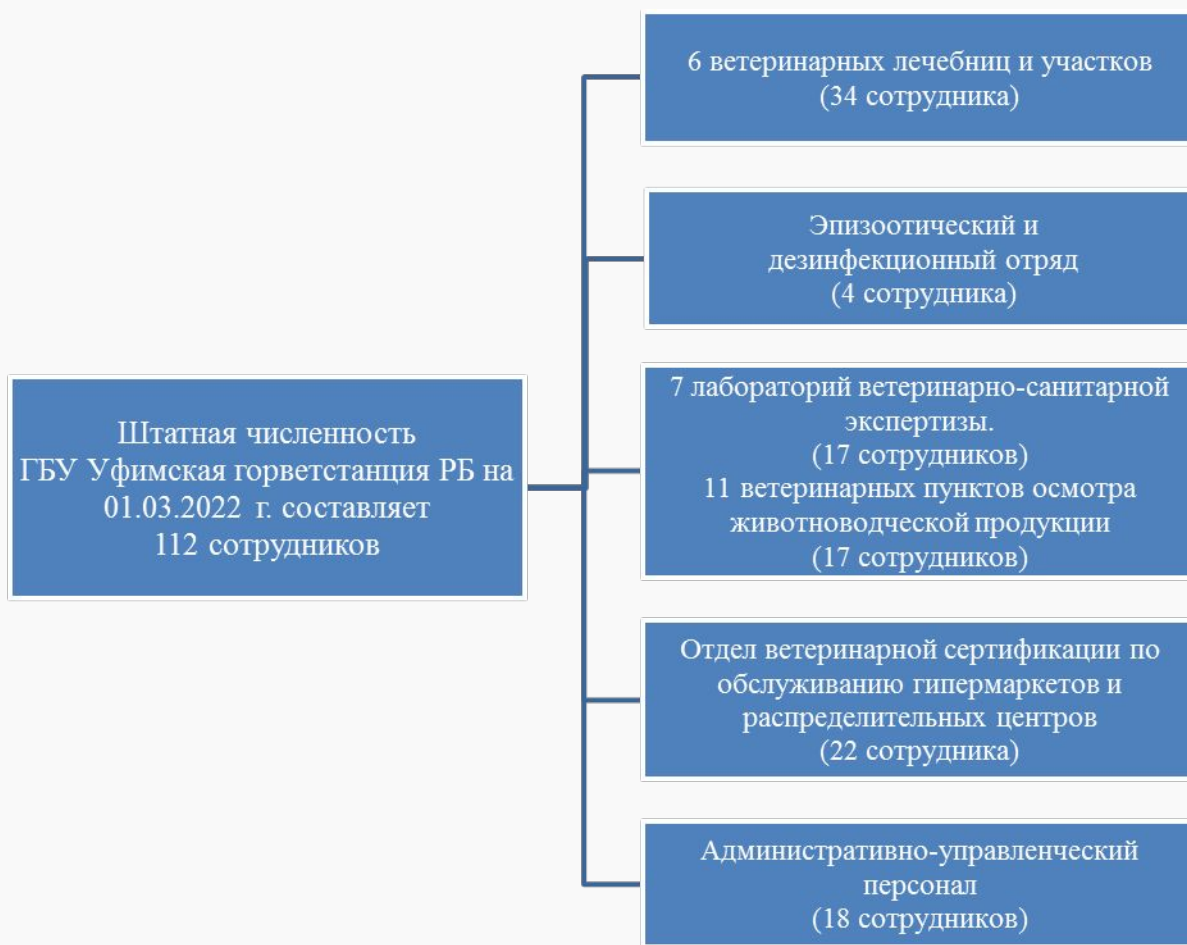 6 ветеринарных лечебниц и участков
(34 сотрудника)
Эпизоотический и
дезинфекционный отряд
(4 сотрудника)
Штатная численность
ГБУ Уфимская горветстанция РБ на
01.03.2022 г. составляет
112 сотрудников
7 лабораторий ветеринарно-санитарной
экспертизы.
(17 сотрудников)
11 ветеринарных пунктов осмотра
животноводческой продукции
(17 сотрудников)
Отдел ветеринарной сертификации по
обслуживанию гипермаркетов и
распределительных центров
(22 сотрудника)
Административно-управленческий
персонал
(18 сотрудников)